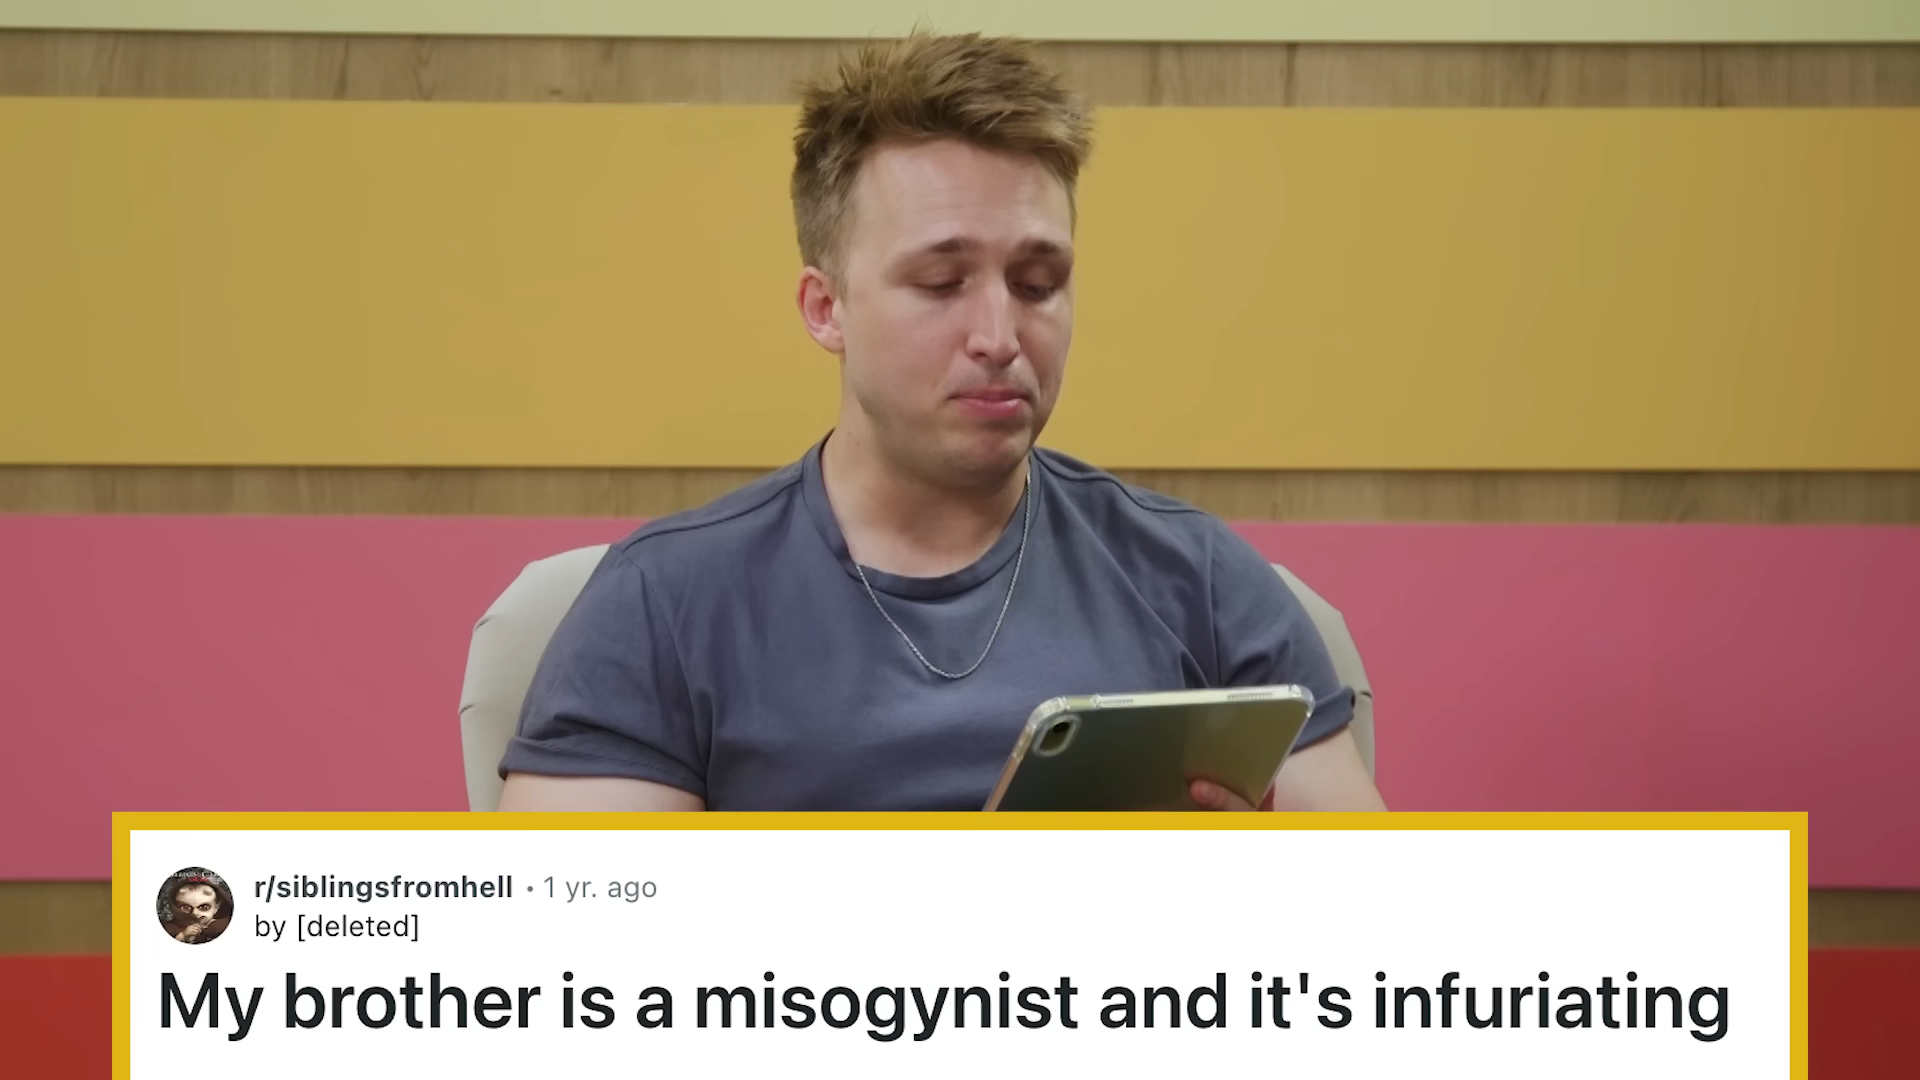 r/siblingsfromhell • 1 yr. ago
by [deleted]
My brother is a misogynist and it's infuriating